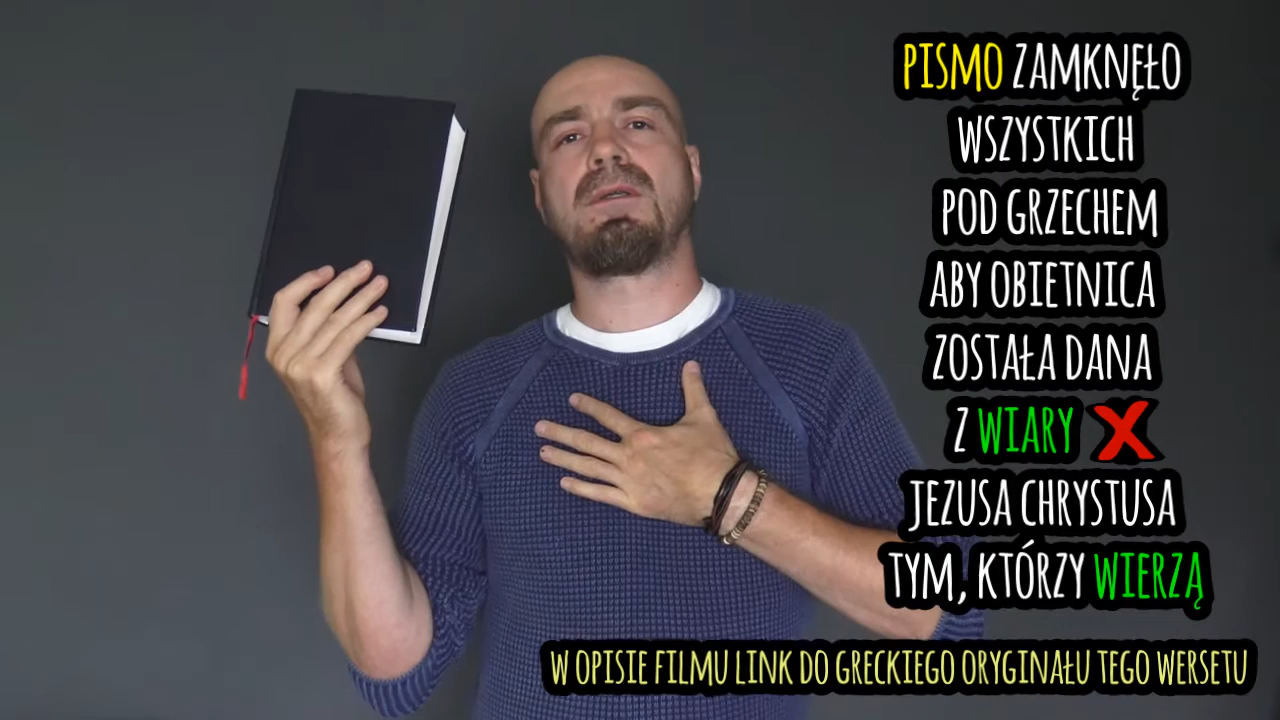 PISMO ZAMKNĘŁO
WSZYSTKICH
POD GRZECHEM
ABY OBIETNICA
ZOSTAŁA DANA
Z WIARY
JEZUSA CHRYSTUSA
TYM, KTÓRZY WIERZĄ
W OPISIE FILMU LINK DO GRECKIEGO ORYGINAŁU TEGO WERSETU